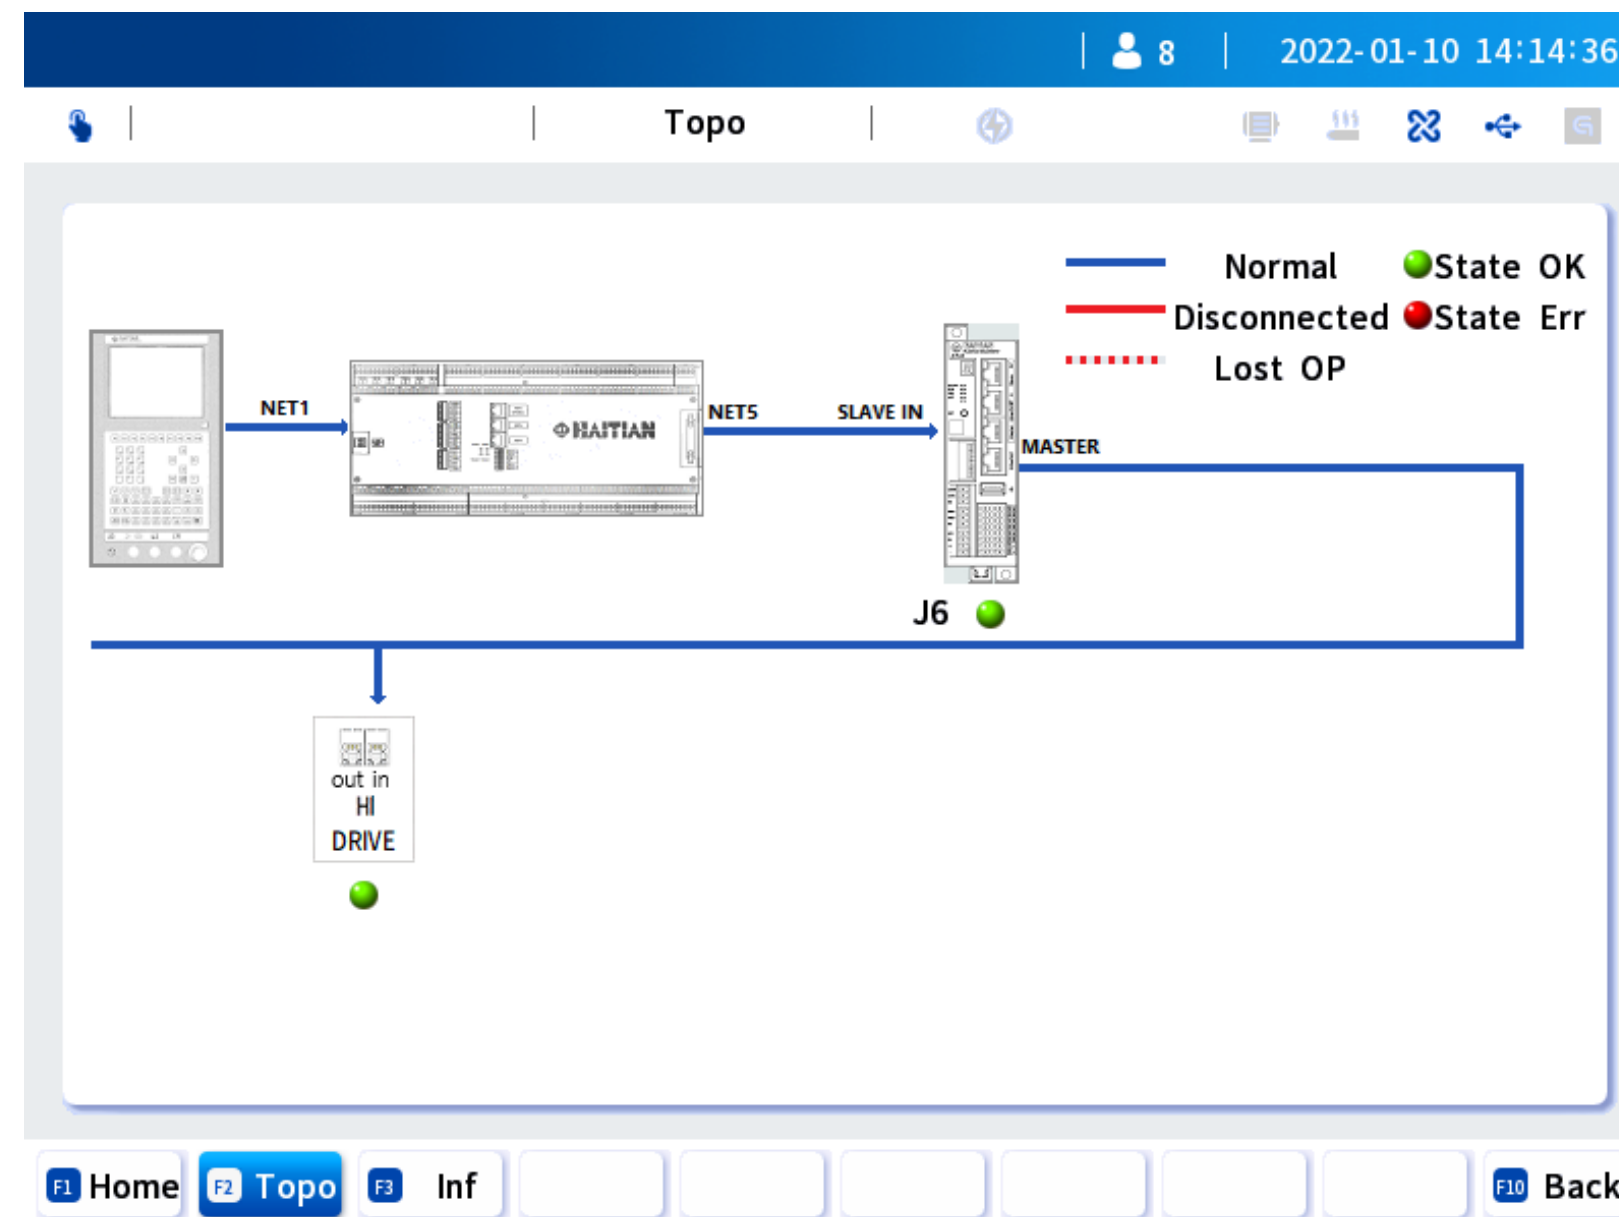 8 2022-01-10 14:14:36
Topo
Normal State OK
Disconnected State Err
Lost OP
NET1
HAITIAN
NET5
SLAVE IN
MASTER
J6
out in
HI
DRIVE
F1 Home F2 Topo F3 Inf F10 Back